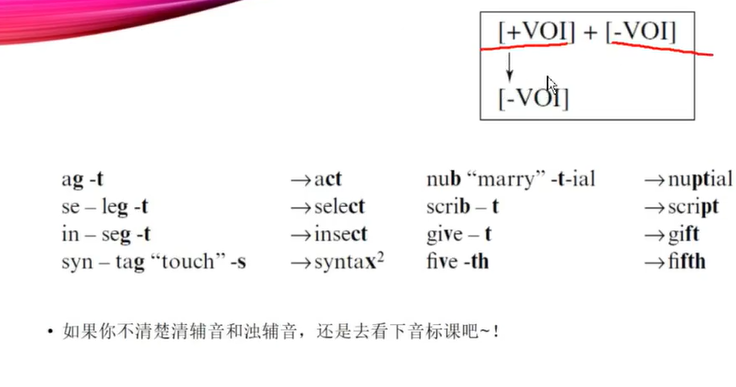 [+VOI] + [-VOI]
↓
[-VOI]
ag -t →act nub “marry” -t-ial →nuptial
se – leg -t →select scrib – t →script
in – seg -t →insect give – t →gift
syn – tag “touch” -s →syntax² five -th →fifth
• 如果你不清楚清辅音和浊辅音，还是去看下音标课吧~！